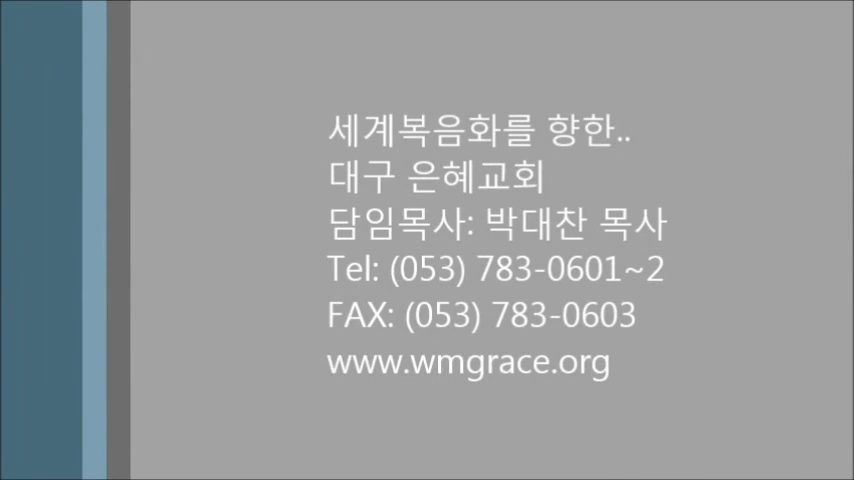 세계복음화를 향한..
대구 은혜교회
담임목사: 박대찬 목사
Tel: (053) 783-0601~2
FAX: (053) 783-0603
www.wmgrace.org